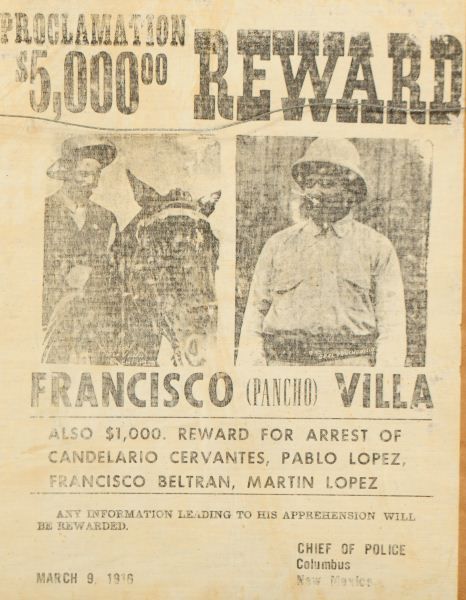 PROCLAMATION
$5,000.00 REWARD
FRANCISCO (PANCHO) VILLA
ALSO $1,000. REWARD FOR ARREST OF
CANDELARIO CERVANTES, PABLO LOPEZ,
FRANCISCO BELTRAN, MARTIN LOPEZ
ANY INFORMATION LEADING TO HIS APPREHENSION WILL
BE REWARDED.
CHIEF OF POLICE
Columbus
New Mexico
MARCH 9, 1916